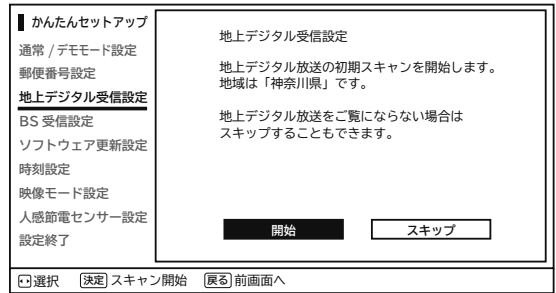 かんたんセットアップ
通常 / デモモード設定
郵便番号設定
地上デジタル受信設定
BS 受信設定
ソフトウェア更新設定
時刻設定
映像モード設定
人感節電センサー設定
設定終了
地上デジタル受信設定
地上デジタル放送の初期スキャンを開始します。
地域は「神奈川県」です。
地上デジタル放送をご覧にならない場合は
スキップすることもできます。
開始 スキップ
選択 決定 スキャン開始 戻る 前画面へ